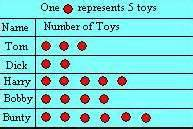 One represents 5 toys
Name Number of Toys
Tom
Dick
Harry
Bobby
Bunty